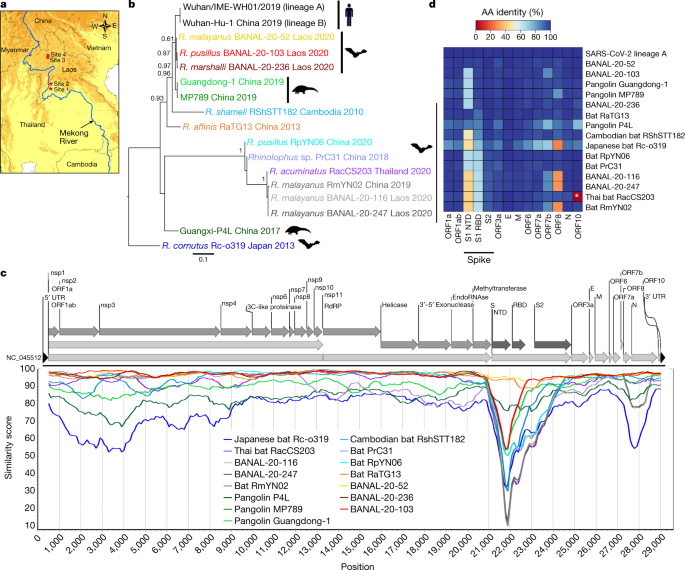 a
China
N
W
E
S
Myanmar
Site 4
Site 3
Vietnam
Laos
Site 2
Site 1
Thailand
Mekong
River
Cambodia
b
Wuhan/IME-WH01/2019 (lineage A)
Wuhan-Hu-1 China 2019 (lineage B)
R. malayanus BANAL-20-52 Laos 2020
R. pusillus BANAL-20-103 Laos 2020
R. marshalli BANAL-20-236 Laos 2020
Guangdong-1 China 2019
MP789 China 2019
R. shameli RShSTT182 Cambodia 2010
R. affinis RaTG13 China 2013
R. pusillus RpYN06 China 2020
Rhinolophus sp. PrC31 China 2018
R. acuminatus RacCS203 Thailand 2020
R. malayanus RmYN02 China 2019
R. malayanus BANAL-20-116 Laos 2020
R. malayanus BANAL-20-247 Laos 2020
Guangxi-P4L China 2017
R. cornutus Rc-o319 Japan 2013
0.61
0.97
0.97
0.96
0.93
1
1
0.1
d
AA identity (%)
0 20 40 60 80 100
SARS-CoV-2 lineage A
BANAL-20-52
BANAL-20-103
Pangolin Guangdong-1
Pangolin MP789
BANAL-20-236
Bat RaTG13
Pangolin P4L
Cambodian bat RShSTT182
Japanese bat Rc-o319
Bat RpYN06
Bat PrC31
BANAL-20-116
BANAL-20-247
Thai bat RacCS203
Bat RmYN02
*
ORF1a
ORF1ab
S1 NTD
S1 RBD
S2
ORF3a
E
M
ORF6
ORF7a
ORF7b
ORF8
N
ORF10
Spike
c
nsp1
nsp2
ORF1a
5′ UTR
ORF1ab
nsp3
nsp4
3C-like proteinase
nsp6
nsp7
nsp8
nsp9
nsp10
nsp11
RdRP
Helicase
3′–5′ Exonuclease
EndoRNAse
Methyltransferase
S
NTD
RBD
S2
ORF3a
E
M
ORF6
ORF7a
ORF7b
ORF8
N
ORF10
3′ UTR
NC_045512
Similarity score
100
90
80
70
60
50
40
30
20
10
Japanese bat Rc-o319
Thai bat RacCS203
BANAL-20-116
BANAL-20-247
Bat RmYN02
Pangolin P4L
Pangolin MP789
Pangolin Guangdong-1
Cambodian bat RshSTT182
Bat PrC31
Bat RpYN06
Bat RaTG13
BANAL-20-52
BANAL-20-236
BANAL-20-103
0 500 1,000 2,000 3,000 4,000 5,000 6,000 7,000 8,000 9,000 10,000 11,000 12,000 13,000 14,000 15,000 16,000 17,000 18,000 19,000 20,000 21,000 22,000 23,000 24,000 25,000 26,000 27,000 28,000 29,000
Position